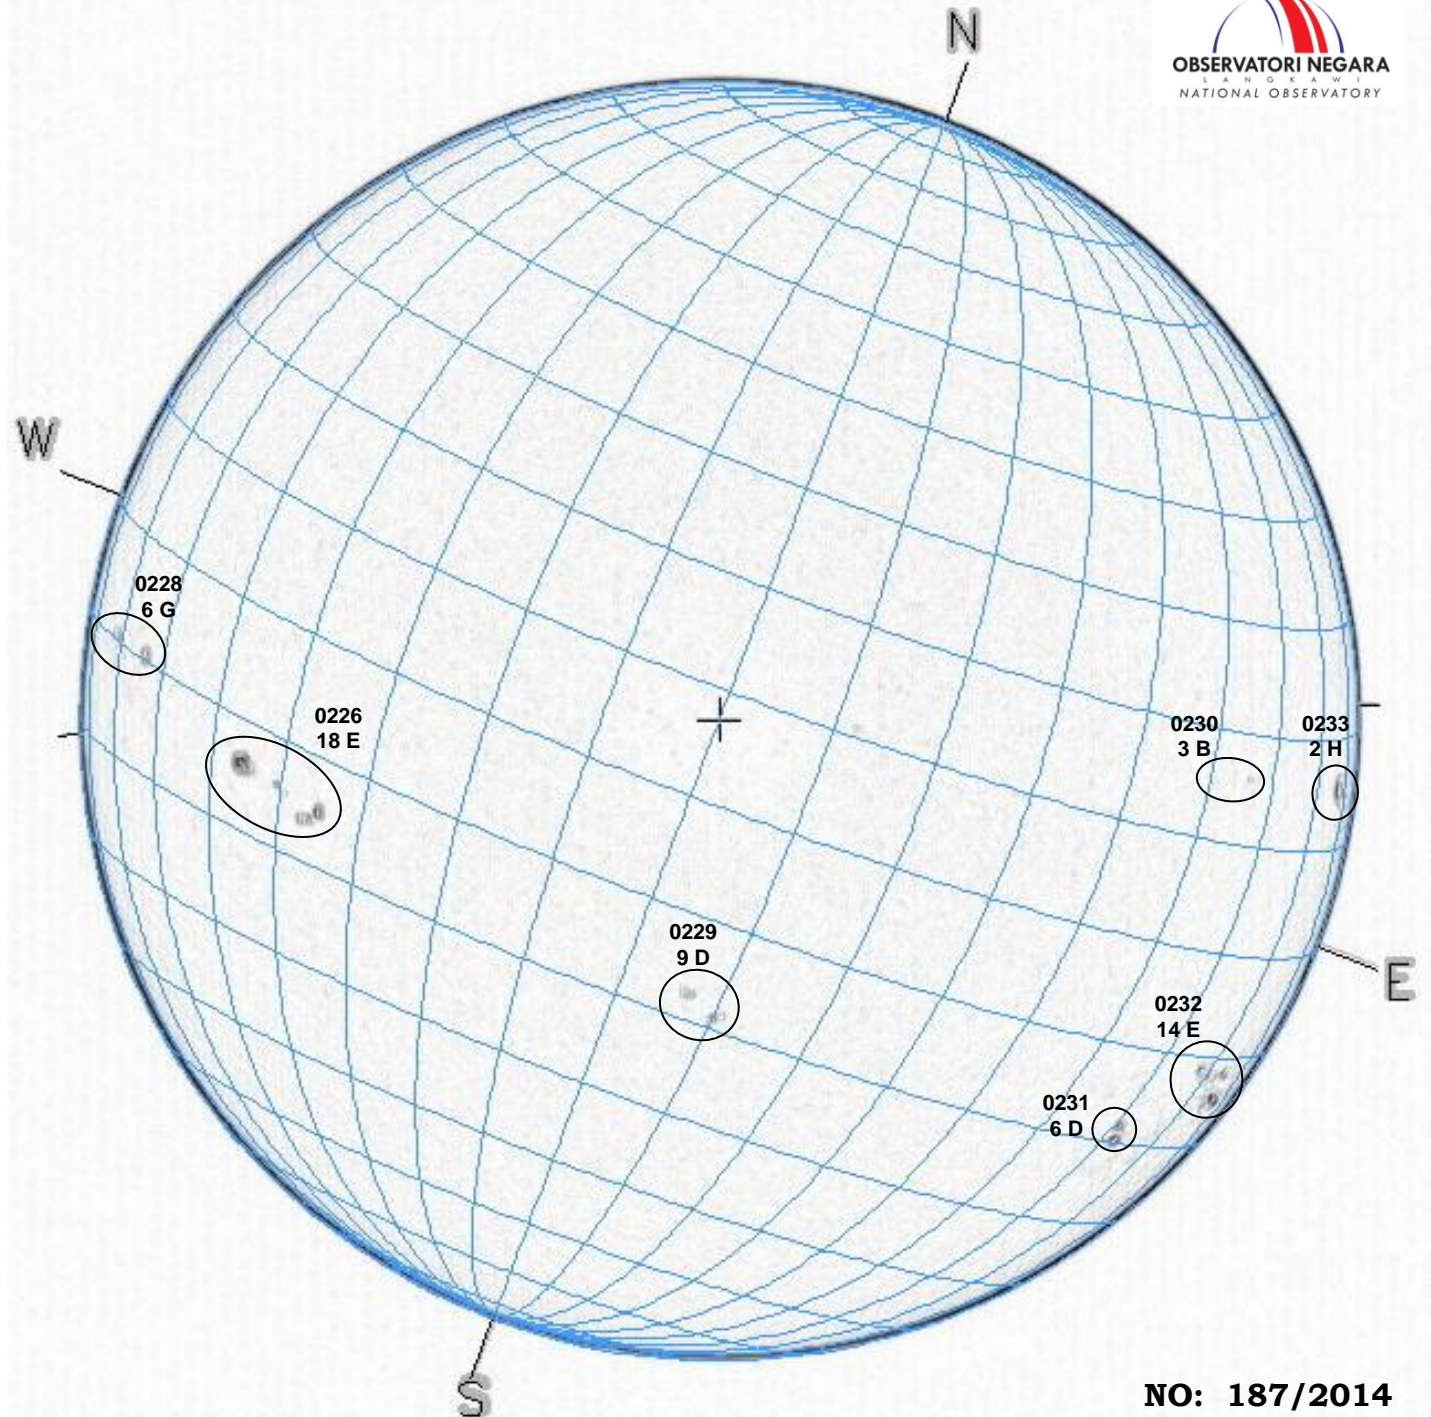 N
OBSERVATORI NEGARA
LANGKAWI
NATIONAL OBSERVATORY
W
0228
6 G
0226
18 E
0230
3 B
0233
2 H
0229
9 D
E
0232
14 E
0231
6 D
S
NO: 187/2014